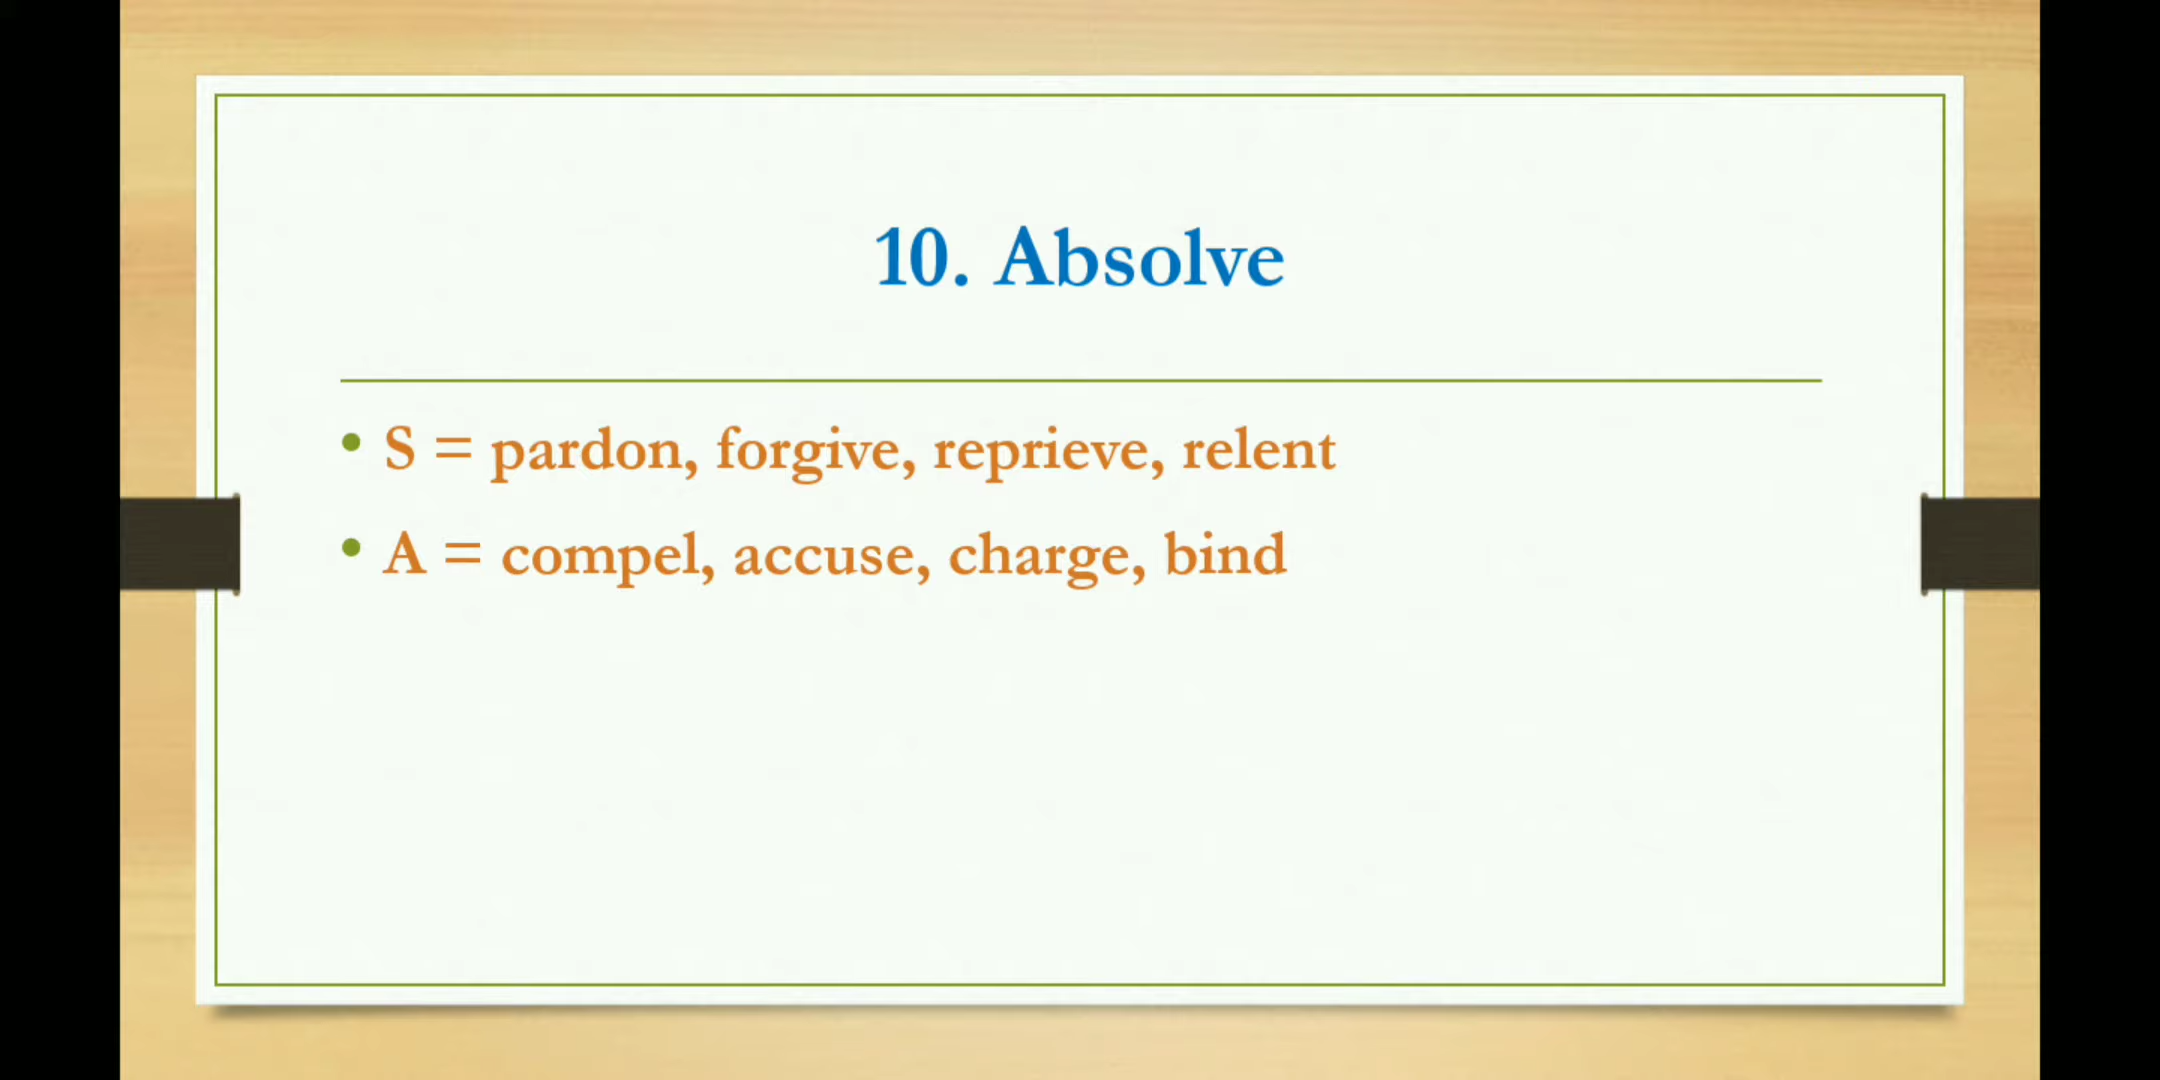 10. Absolve
• S = pardon, forgive, reprieve, relent
• A = compel, accuse, charge, bind